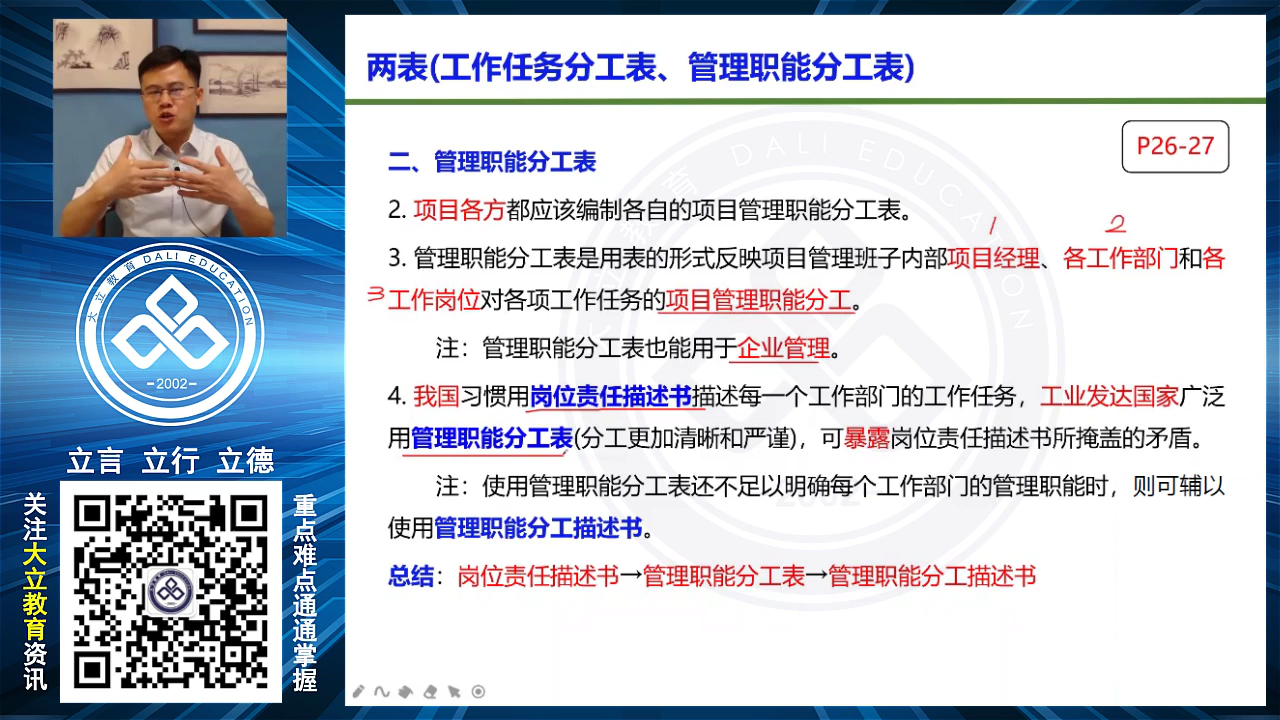 两表(工作任务分工表、管理职能分工表)
P26-27
二、管理职能分工表
2. 项目各方都应该编制各自的项目管理职能分工表。
1 2
3. 管理职能分工表是用表的形式反映项目管理班子内部项目经理、各工作部门和各
3 工作岗位对各项工作任务的项目管理职能分工。
注：管理职能分工表也能用于企业管理。
4. 我国习惯用岗位责任描述书描述每一个工作部门的工作任务，工业发达国家广泛
用管理职能分工表(分工更加清晰和严谨)，可暴露岗位责任描述书所掩盖的矛盾。
注：使用管理职能分工表还不足以明确每个工作部门的管理职能时，则可辅以
使用管理职能分工描述书。
总结：岗位责任描述书→管理职能分工表→管理职能分工描述书
大立教育 DALI EDUCATION
-2002-
立言 立行 立德
关注大立教育资讯
重点难点通通掌握
DALI EDUCATION